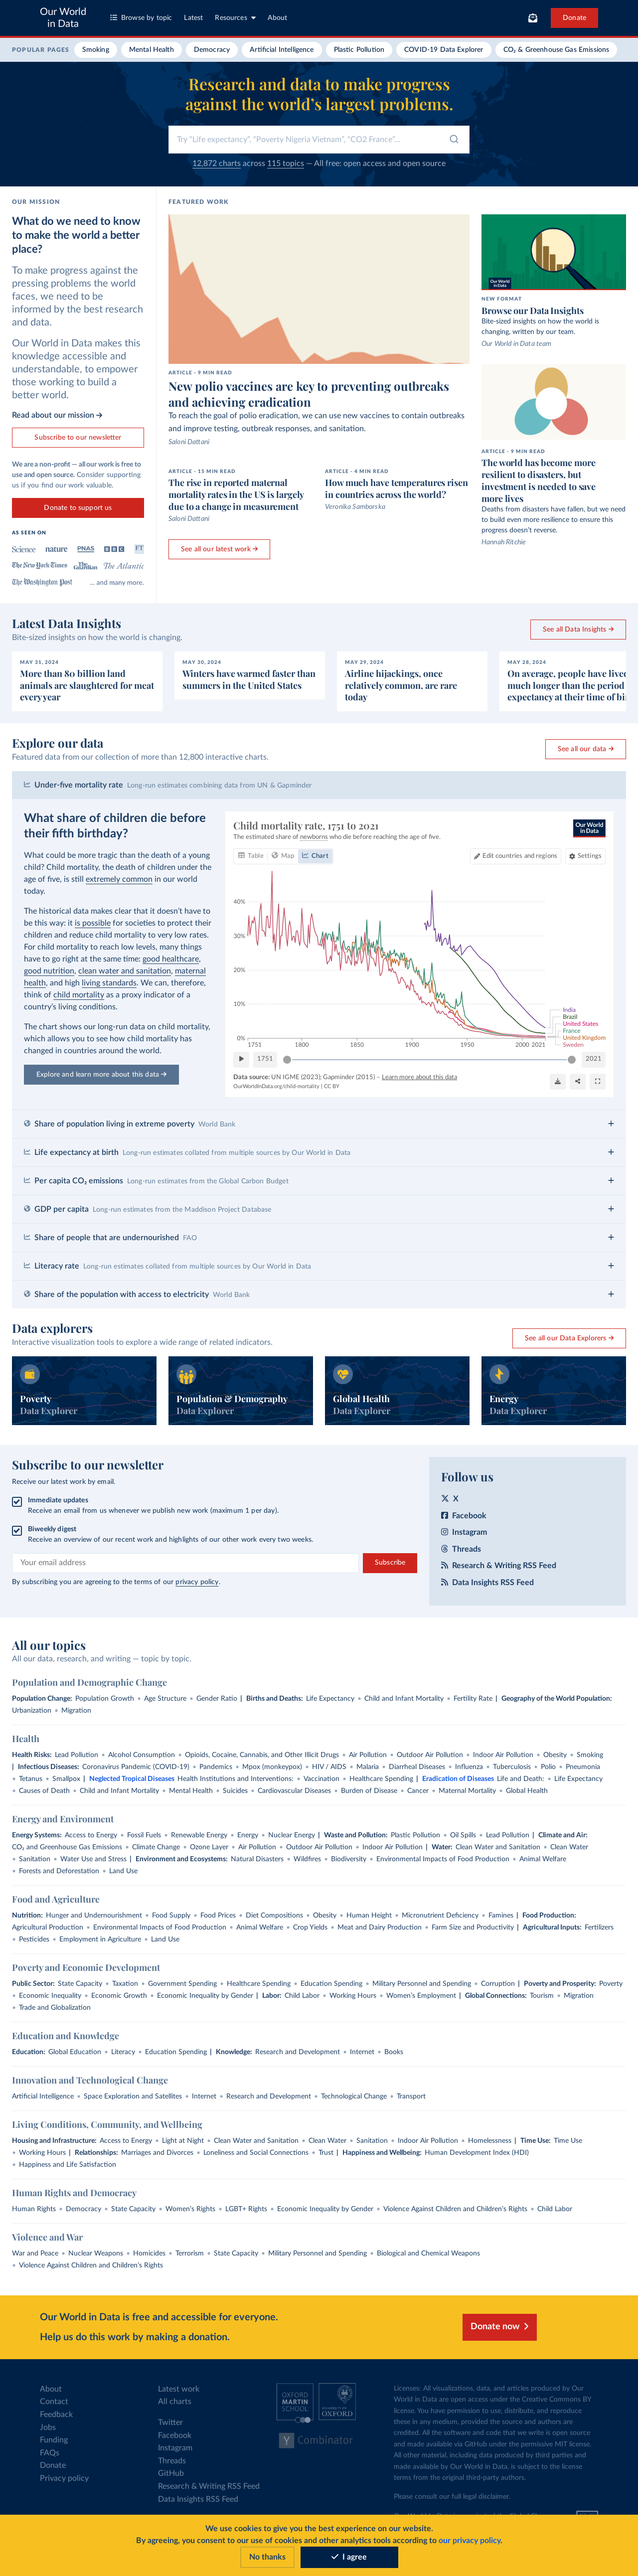 Our World
in Data
Browse by topic
Latest
Resources
About
Donate
POPULAR PAGES
Smoking
Mental Health
Democracy
Artificial Intelligence
Plastic Pollution
COVID-19 Data Explorer
CO₂ & Greenhouse Gas Emissions
Research and data to make progress
against the world's largest problems.
Try "Life expectancy", "Poverty Nigeria Vietnam", "CO2 France"...
12,872 charts across 115 topics — All free: open access and open source
OUR MISSION
What do we need to know
to make the world a better
place?
To make progress against the
pressing problems the world
faces, we need to be
informed by the best research
and data.
Our World in Data makes this
knowledge accessible and
understandable, to empower
those working to build a
better world.
Read about our mission →
Subscribe to our newsletter
We are a non-profit — all our work is free to
use and open source. Consider supporting
us if you find our work valuable.
Donate to support us
AS SEEN ON
Science
nature
PNAS
BBC
FT
The New York Times
The Guardian
The Atlantic
The Washington Post
... and many more.
FEATURED WORK
ARTICLE - 9 MIN READ
New polio vaccines are key to preventing outbreaks
and achieving eradication
To reach the goal of polio eradication, we can use new vaccines to contain outbreaks
and improve testing, outbreak responses, and sanitation.
Saloni Dattani
ARTICLE - 15 MIN READ
The rise in reported maternal
mortality rates in the US is largely
due to a change in measurement
Saloni Dattani
ARTICLE - 4 MIN READ
How much have temperatures risen
in countries across the world?
Veronika Samborska
See all our latest work →
Our World
in Data
NEW FORMAT
Browse our Data Insights
Bite-sized insights on how the world is
changing, written by our team.
Our World in Data team
ARTICLE - 9 MIN READ
The world has become more
resilient to disasters, but
investment is needed to save
more lives
Deaths from disasters have fallen, but we need
to build even more resilience to ensure this
progress doesn't reverse.
Hannah Ritchie
Latest Data Insights
Bite-sized insights on how the world is changing.
See all Data Insights →
MAY 31, 2024
More than 80 billion land
animals are slaughtered for meat
every year
MAY 30, 2024
Winters have warmed faster than
summers in the United States
MAY 29, 2024
Airline hijackings, once
relatively common, are rare
today
MAY 28, 2024
On average, people have lived
much longer than the period
expectancy at their time of bi
Explore our data
Featured data from our collection of more than 12,800 interactive charts.
See all our data →
Under-five mortality rate Long-run estimates combining data from UN & Gapminder
What share of children die before
their fifth birthday?
What could be more tragic than the death of a young
child? Child mortality, the death of children under the
age of five, is still extremely common in our world
today.
The historical data makes clear that it doesn't have to
be this way: it is possible for societies to protect their
children and reduce child mortality to very low rates.
For child mortality to reach low levels, many things
have to go right at the same time: good healthcare,
good nutrition, clean water and sanitation, maternal
health, and high living standards. We can, therefore,
think of child mortality as a proxy indicator of a
country's living conditions.
The chart shows our long-run data on child mortality,
which allows you to see how child mortality has
changed in countries around the world.
Explore and learn more about this data →
Child mortality rate, 1751 to 2021
The estimated share of newborns who die before reaching the age of five.
Our World
in Data
Table
Map
Chart
Edit countries and regions
Settings
40%
30%
20%
10%
0%
1751
1800
1850
1900
1950
2000
2021
India
Brazil
United States
France
United Kingdom
Sweden
1751
2021
Data source: UN IGME (2023); Gapminder (2015) – Learn more about this data
OurWorldInData.org/child-mortality | CC BY
Share of population living in extreme poverty World Bank
Life expectancy at birth Long-run estimates collated from multiple sources by Our World in Data
Per capita CO₂ emissions Long-run estimates from the Global Carbon Budget
GDP per capita Long-run estimates from the Maddison Project Database
Share of people that are undernourished FAO
Literacy rate Long-run estimates collated from multiple sources by Our World in Data
Share of the population with access to electricity World Bank
Data explorers
Interactive visualization tools to explore a wide range of related indicators.
See all our Data Explorers →
Poverty
Data Explorer
Population & Demography
Data Explorer
Global Health
Data Explorer
Energy
Data Explorer
Subscribe to our newsletter
Receive our latest work by email.
Immediate updates
Receive an email from us whenever we publish new work (maximum 1 per day).
Biweekly digest
Receive an overview of our recent work and highlights of our other work every two weeks.
Your email address
Subscribe
By subscribing you are agreeing to the terms of our privacy policy.
Follow us
X
Facebook
Instagram
Threads
Research & Writing RSS Feed
Data Insights RSS Feed
All our topics
All our data, research, and writing — topic by topic.
Population and Demographic Change
Population Change: Population Growth • Age Structure • Gender Ratio | Births and Deaths: Life Expectancy • Child and Infant Mortality • Fertility Rate | Geography of the World Population:
Urbanization • Migration
Health
Health Risks: Lead Pollution • Alcohol Consumption • Opioids, Cocaine, Cannabis, and Other Illicit Drugs • Air Pollution • Outdoor Air Pollution • Indoor Air Pollution • Obesity • Smoking
| Infectious Diseases: Coronavirus Pandemic (COVID-19) • Pandemics • Mpox (monkeypox) • HIV / AIDS • Malaria • Diarrheal Diseases • Influenza • Tuberculosis • Polio • Pneumonia
• Tetanus • Smallpox | Neglected Tropical Diseases Health Institutions and Interventions: • Vaccination • Healthcare Spending | Eradication of Diseases Life and Death: • Life Expectancy
• Causes of Death • Child and Infant Mortality • Mental Health • Suicides • Cardiovascular Diseases • Burden of Disease • Cancer • Maternal Mortality • Global Health
Energy and Environment
Energy Systems: Access to Energy • Fossil Fuels • Renewable Energy • Energy • Nuclear Energy | Waste and Pollution: Plastic Pollution • Oil Spills • Lead Pollution | Climate and Air:
CO₂ and Greenhouse Gas Emissions • Climate Change • Ozone Layer • Air Pollution • Outdoor Air Pollution • Indoor Air Pollution | Water: Clean Water and Sanitation • Clean Water
• Sanitation • Water Use and Stress | Environment and Ecosystems: Natural Disasters • Wildfires • Biodiversity • Environmental Impacts of Food Production • Animal Welfare
• Forests and Deforestation • Land Use
Food and Agriculture
Nutrition: Hunger and Undernourishment • Food Supply • Food Prices • Diet Compositions • Obesity • Human Height • Micronutrient Deficiency • Famines | Food Production:
Agricultural Production • Environmental Impacts of Food Production • Animal Welfare • Crop Yields • Meat and Dairy Production • Farm Size and Productivity | Agricultural Inputs: Fertilizers
• Pesticides • Employment in Agriculture • Land Use
Poverty and Economic Development
Public Sector: State Capacity • Taxation • Government Spending • Healthcare Spending • Education Spending • Military Personnel and Spending • Corruption | Poverty and Prosperity: Poverty
• Economic Inequality • Economic Growth • Economic Inequality by Gender | Labor: Child Labor • Working Hours • Women's Employment | Global Connections: Tourism • Migration
• Trade and Globalization
Education and Knowledge
Education: Global Education • Literacy • Education Spending | Knowledge: Research and Development • Internet • Books
Innovation and Technological Change
Artificial Intelligence • Space Exploration and Satellites • Internet • Research and Development • Technological Change • Transport
Living Conditions, Community, and Wellbeing
Housing and Infrastructure: Access to Energy • Light at Night • Clean Water and Sanitation • Clean Water • Sanitation • Indoor Air Pollution • Homelessness | Time Use: Time Use
• Working Hours | Relationships: Marriages and Divorces • Loneliness and Social Connections • Trust | Happiness and Wellbeing: Human Development Index (HDI)
• Happiness and Life Satisfaction
Human Rights and Democracy
Human Rights • Democracy • State Capacity • Women's Rights • LGBT+ Rights • Economic Inequality by Gender • Violence Against Children and Children's Rights • Child Labor
Violence and War
War and Peace • Nuclear Weapons • Homicides • Terrorism • State Capacity • Military Personnel and Spending • Biological and Chemical Weapons
• Violence Against Children and Children's Rights
Our World in Data is free and accessible for everyone.
Help us do this work by making a donation.
Donate now
About
Contact
Feedback
Jobs
Funding
FAQs
Donate
Privacy policy
Latest work
All charts
Twitter
Facebook
Instagram
Threads
GitHub
Research & Writing RSS Feed
Data Insights RSS Feed
OXFORD
MARTIN
SCHOOL
UNIVERSITY OF
OXFORD
Y Combinator
Licenses: All visualizations, data, and articles produced by Our
World in Data are open access under the Creative Commons BY
license. You have permission to use, distribute, and reproduce
these in any medium, provided the source and authors are
credited. All the software and code that we write is open source
and made available via GitHub under the permissive MIT license.
All other material, including data produced by third parties and
made available by Our World in Data, is subject to the license
terms from the original third-party authors.
Please consult our full legal disclaimer.
We use cookies to give you the best experience on our website.
By agreeing, you consent to our use of cookies and other analytics tools according to our privacy policy.
No thanks
I agree